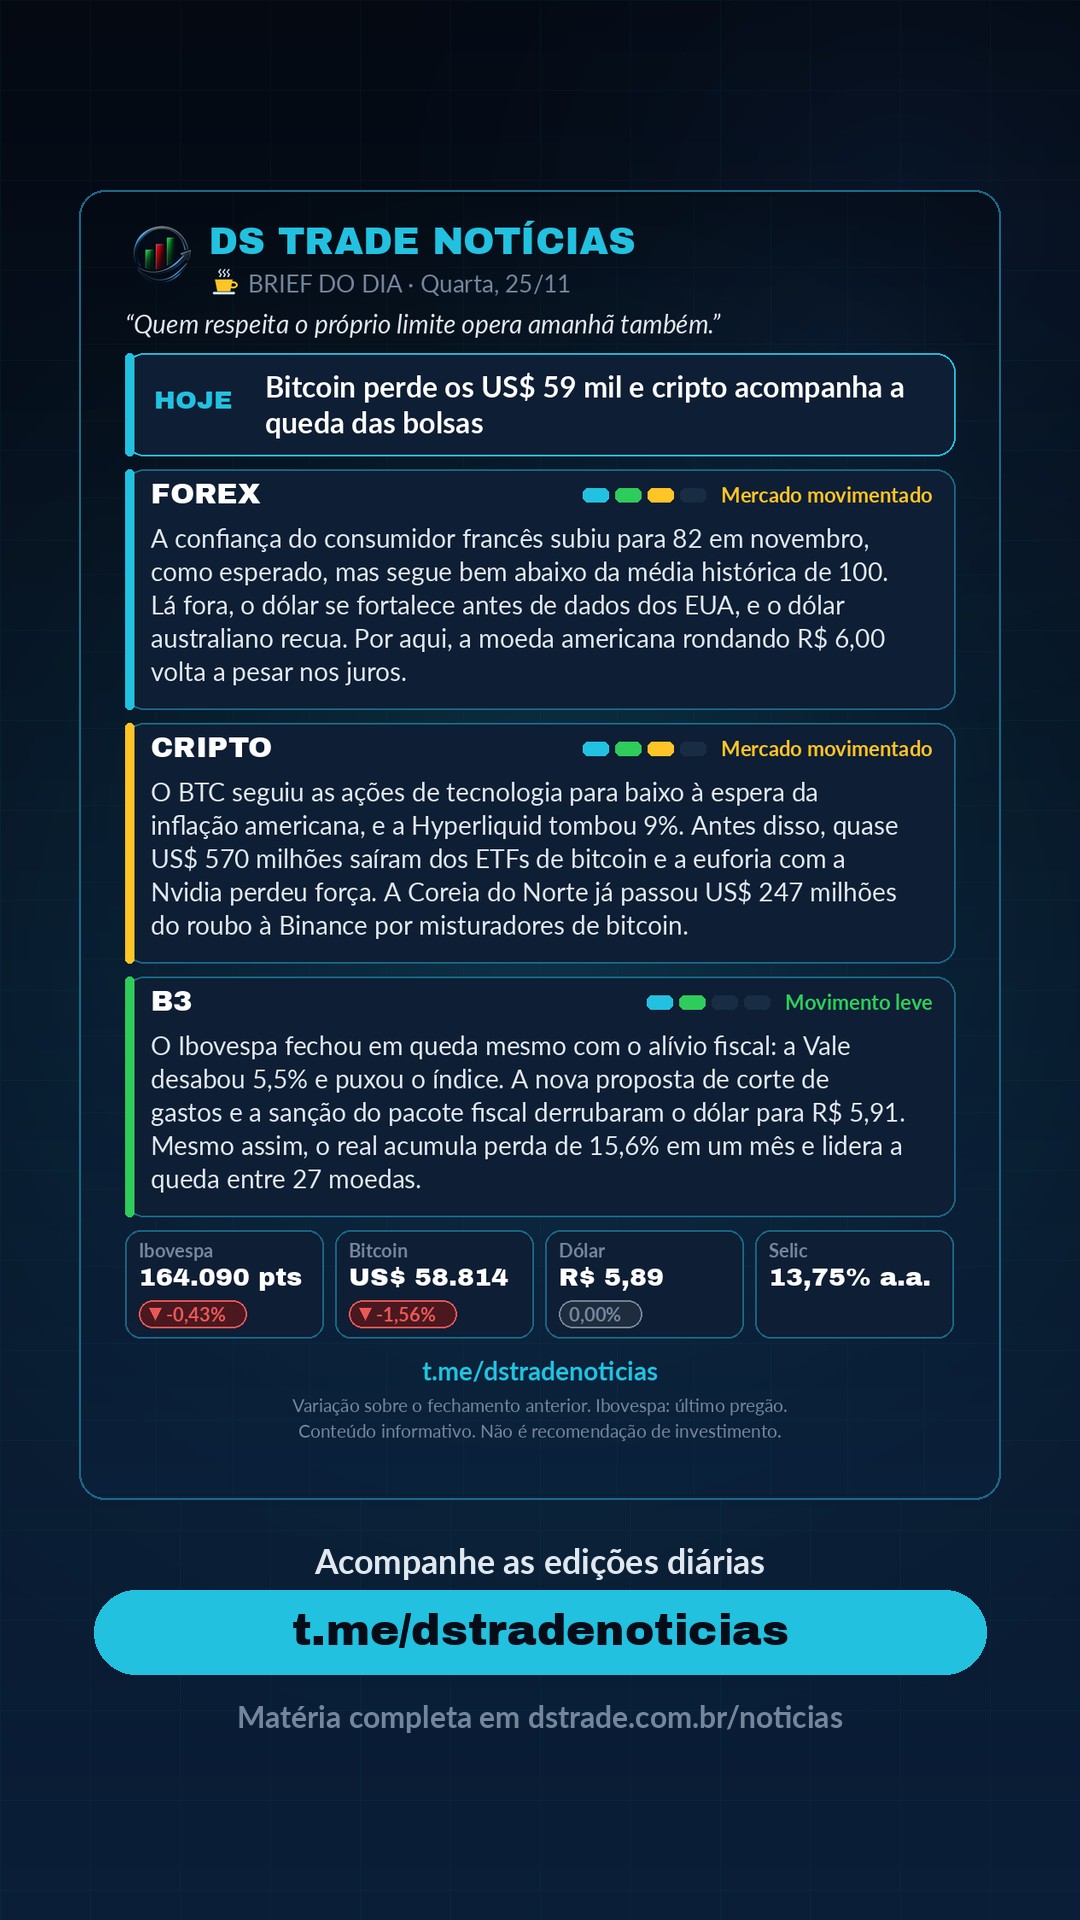 DS TRADE NOTÍCIAS
BRIEF DO DIA · Quarta, 25/11
“Quem respeita o próprio limite opera amanhã também.”
HOJE
Bitcoin perde os US$ 59 mil e cripto acompanha a
queda das bolsas
FOREX
Mercado movimentado
A confiança do consumidor francês subiu para 82 em novembro,
como esperado, mas segue bem abaixo da média histórica de 100.
Lá fora, o dólar se fortalece antes de dados dos EUA, e o dólar
australiano recua. Por aqui, a moeda americana rondando R$ 6,00
volta a pesar nos juros.
CRIPTO
Mercado movimentado
O BTC seguiu as ações de tecnologia para baixo à espera da
inflação americana, e a Hyperliquid tombou 9%. Antes disso, quase
US$ 570 milhões saíram dos ETFs de bitcoin e a euforia com a
Nvidia perdeu força. A Coreia do Norte já passou US$ 247 milhões
do roubo à Binance por misturadores de bitcoin.
B3
Movimento leve
O Ibovespa fechou em queda mesmo com o alívio fiscal: a Vale
desabou 5,5% e puxou o índice. A nova proposta de corte de
gastos e a sanção do pacote fiscal derrubaram o dólar para R$ 5,91.
Mesmo assim, o real acumula perda de 15,6% em um mês e lidera a
queda entre 27 moedas.
Ibovespa
164.090 pts
▼ -0,43%
Bitcoin
US$ 58.814
▼ -1,56%
Dólar
R$ 5,89
0,00%
Selic
13,75% a.a.
t.me/dstradenoticias
Variação sobre o fechamento anterior. Ibovespa: último pregão.
Conteúdo informativo. Não é recomendação de investimento.
Acompanhe as edições diárias
t.me/dstradenoticias
Matéria completa em dstrade.com.br/noticias